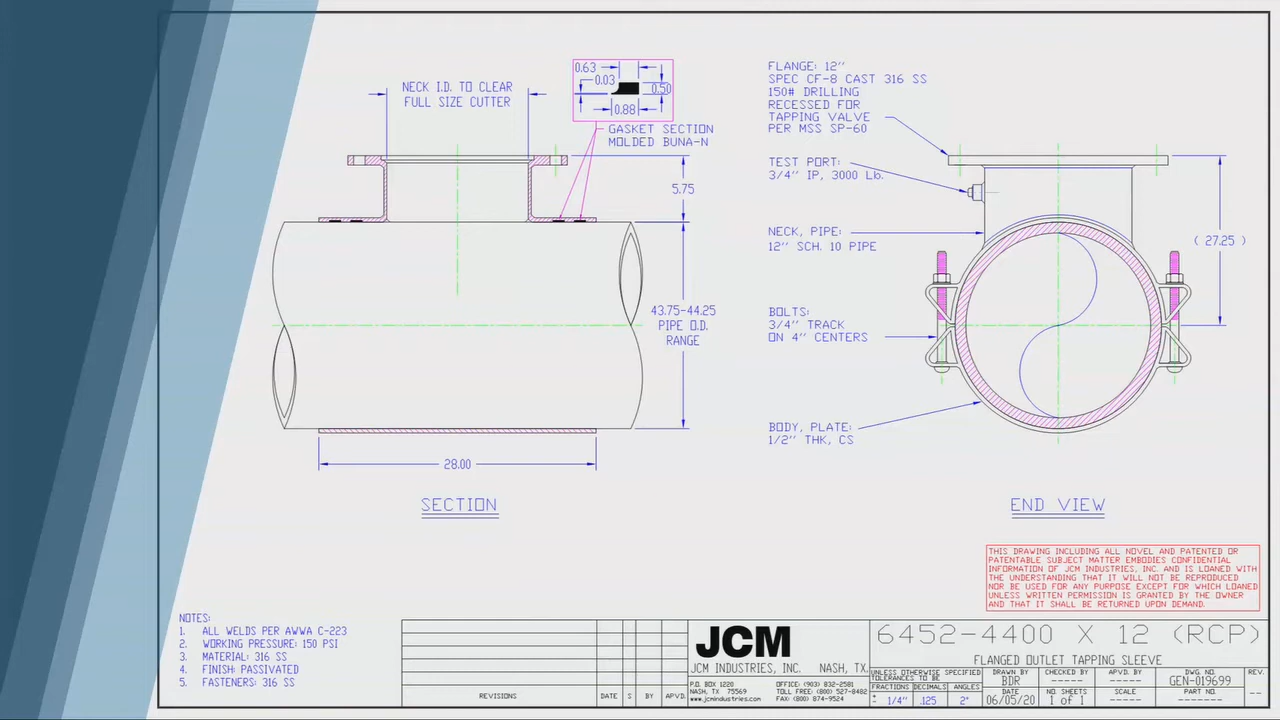 NECK I.D. TO CLEAR
FULL SIZE CUTTER
0.63
0.03
0.50
0.88
GASKET SECTION
MOLDED BUNA-N
5.75
43.75-44.25
PIPE O.D.
RANGE
28.00
SECTION
FLANGE: 12"
SPEC CF-8 CAST 316 SS
150# DRILLING
RECESSED FOR
TAPPING VALVE
PER MSS SP-60
TEST PORT:
3/4" IP, 3000 Lb.
NECK, PIPE:
12" SCH. 10 PIPE
BOLTS:
3/4" TRACK
ON 4" CENTERS
BODY, PLATE:
1/2" THK, CS
( 27.25 )
END VIEW
THIS DRAWING INCLUDING ALL NOVEL AND PATENTED OR
PATENTABLE SUBJECT MATTER EMBODIES CONFIDENTIAL
INFORMATION OF JCM INDUSTRIES, INC. AND IS LOANED WITH
THE UNDERSTANDING THAT IT WILL NOT BE REPRODUCED
NOR BE USED FOR ANY PURPOSE EXCEPT FOR WHICH LOANED
UNLESS WRITTEN PERMISSION IS GRANTED BY THE OWNER
AND THAT IT SHALL BE RETURNED UPON DEMAND.
NOTES:
1. ALL WELDS PER AWWA C-223
2. WORKING PRESSURE: 150 PSI
3. MATERIAL: 316 SS
4. FINISH: PASSIVATED
5. FASTENERS: 316 SS
REVISIONS DATE S BY APVD.
JCM
JCM INDUSTRIES, INC. NASH, TX.
P.O. BOX 1220 OFFICE: (903) 832-2581
NASH, TX 75569 TOLL FREE: (800) 527-8482
www.jcmindustries.com FAX: (800) 874-9524
6452-4400 X 12 (RCP)
FLANGED OUTLET TAPPING SLEEVE
UNLESS OTHERWISE SPECIFIED
TOLERANCES TO BE
FRACTIONS DECIMALS ANGLES
± 1/4" .125 2°
DRAWN BY
BDR
CHECKED BY
-----
APVD. BY
-----
DWG. NO.
GEN-019699
REV.
--
DATE
06/05/20
NO. SHEETS
1 of 1
SCALE
-----
PART NO.
-------